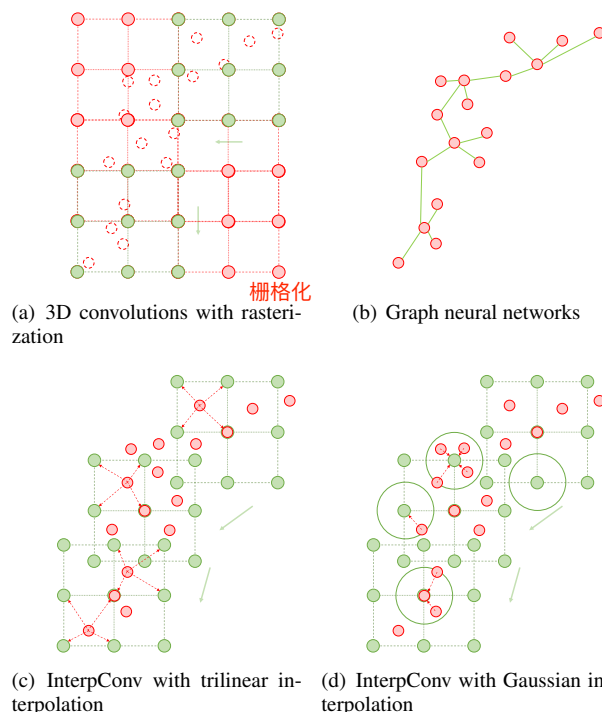 栅格化
(a) 3D convolutions with rasteri-
zation
(b) Graph neural networks
(c) InterpConv with trilinear in-
terpolation
(d) InterpConv with Gaussian in-
terpolation